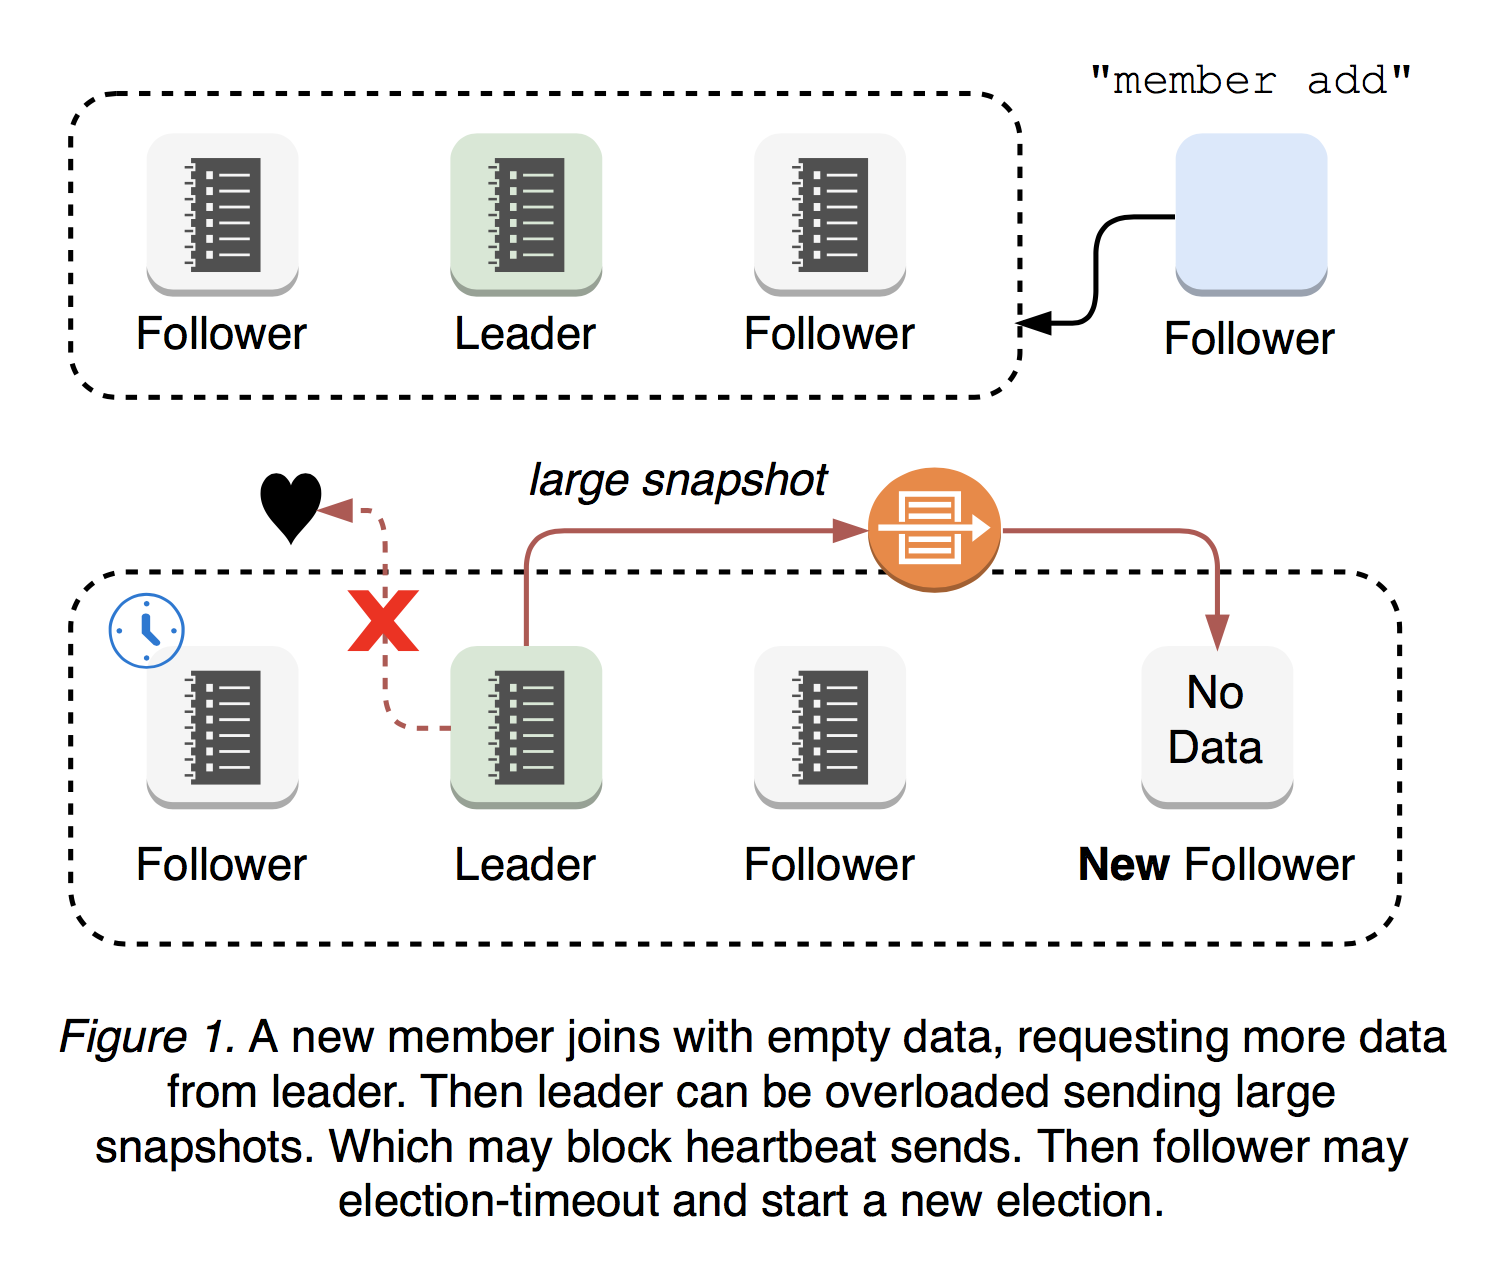 "member add"
Follower
Leader
Follower
Follower
large snapshot
No
Data
Follower
Leader
Follower
New Follower
Figure 1. A new member joins with empty data, requesting more data
from leader. Then leader can be overloaded sending large
snapshots. Which may block heartbeat sends. Then follower may
election-timeout and start a new election.